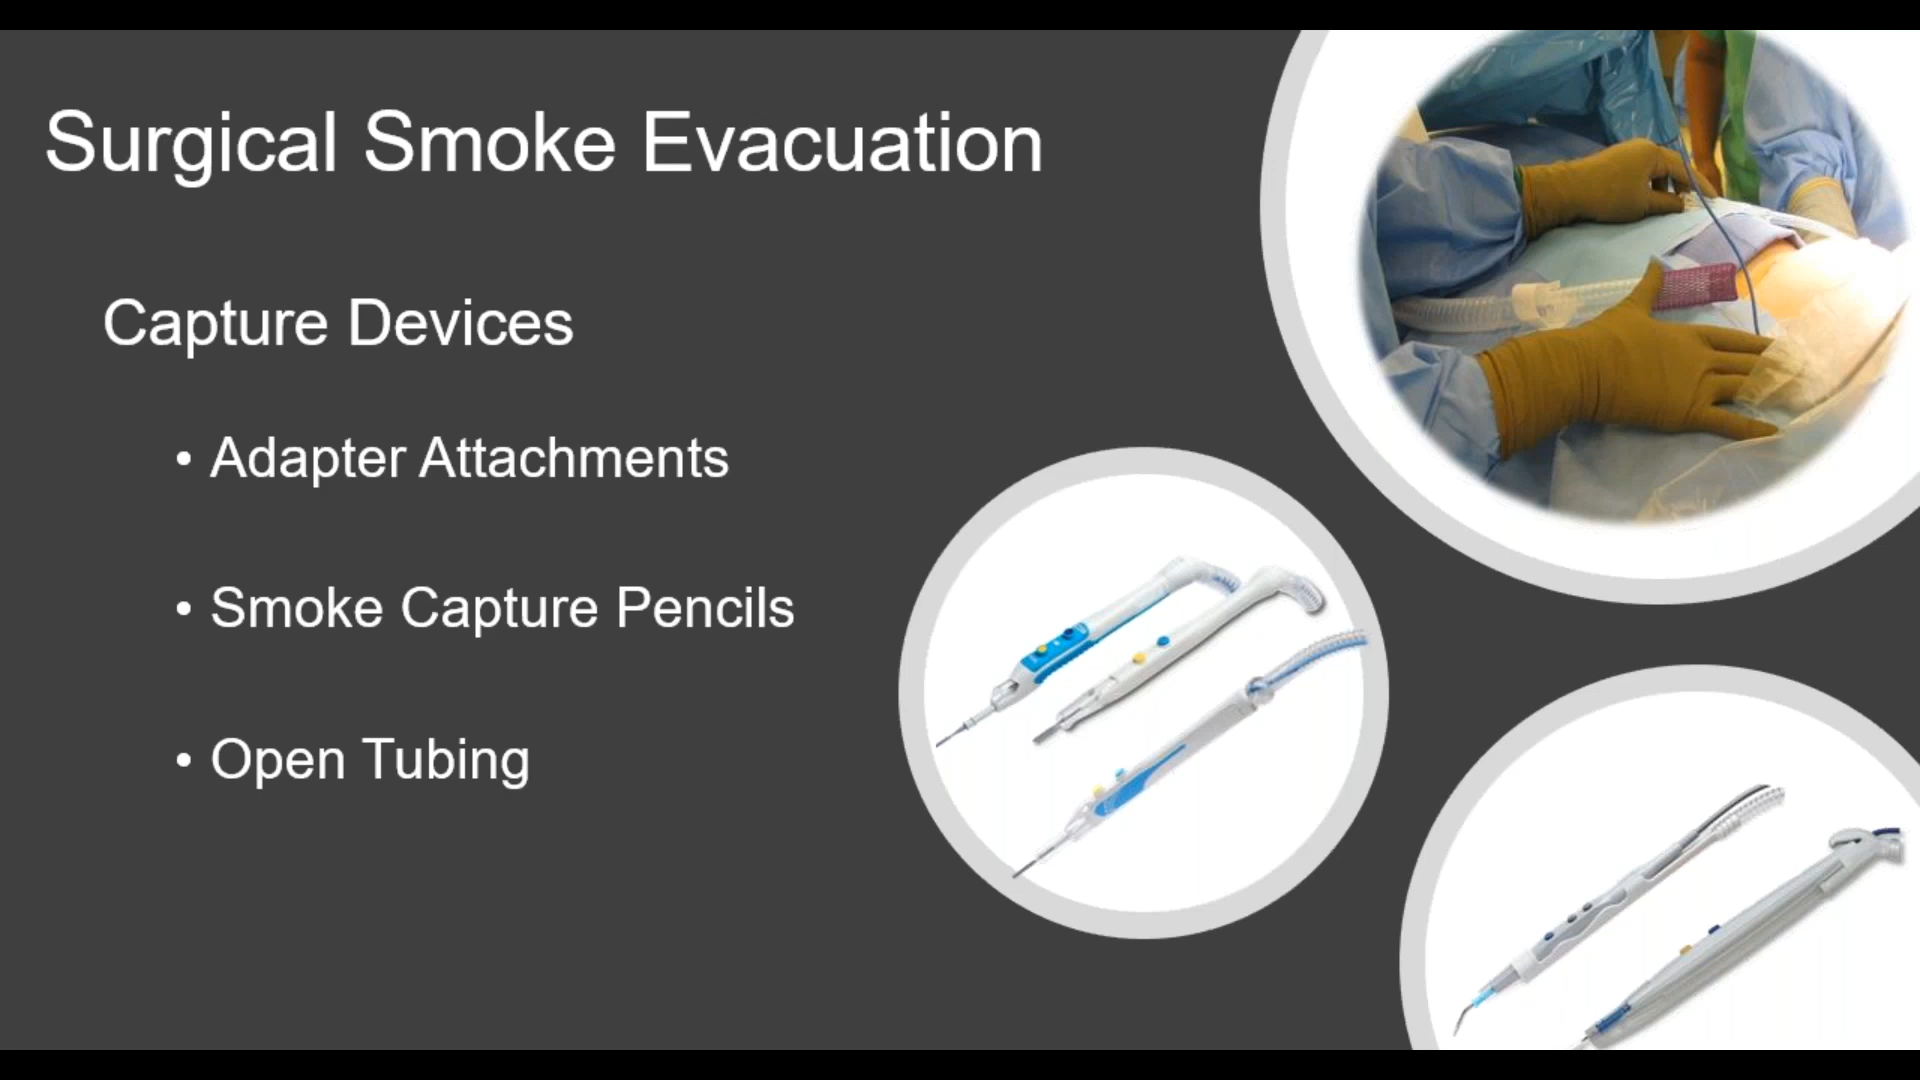 Surgical Smoke Evacuation
Capture Devices
• Adapter Attachments
• Smoke Capture Pencils
• Open Tubing